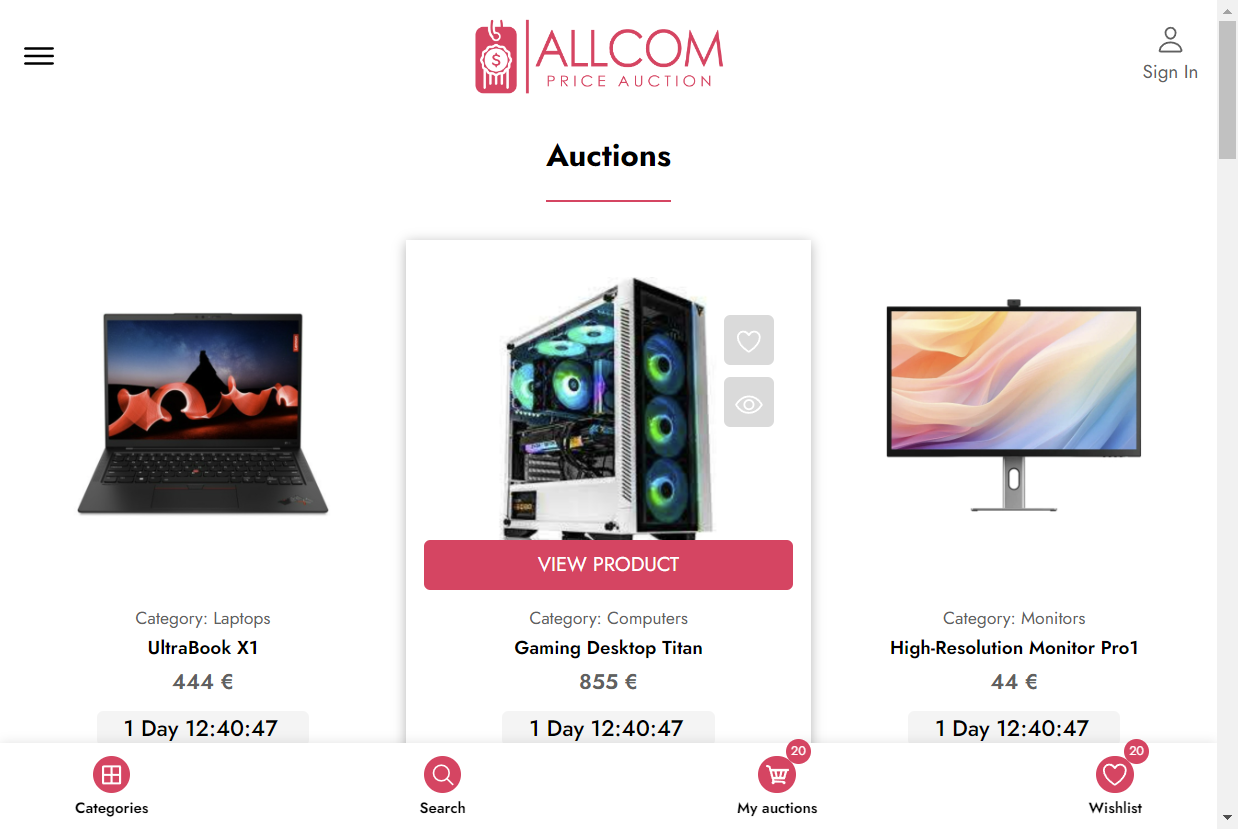 ALLCOM
PRICE AUCTION
$
Sign In
Auctions
VIEW PRODUCT
Category: Laptops
UltraBook X1
444 €
1 Day 12:40:47
Category: Computers
Gaming Desktop Titan
855 €
1 Day 12:40:47
Category: Monitors
High-Resolution Monitor Pro1
44 €
1 Day 12:40:47
Categories
Search
20
My auctions
20
Wishlist